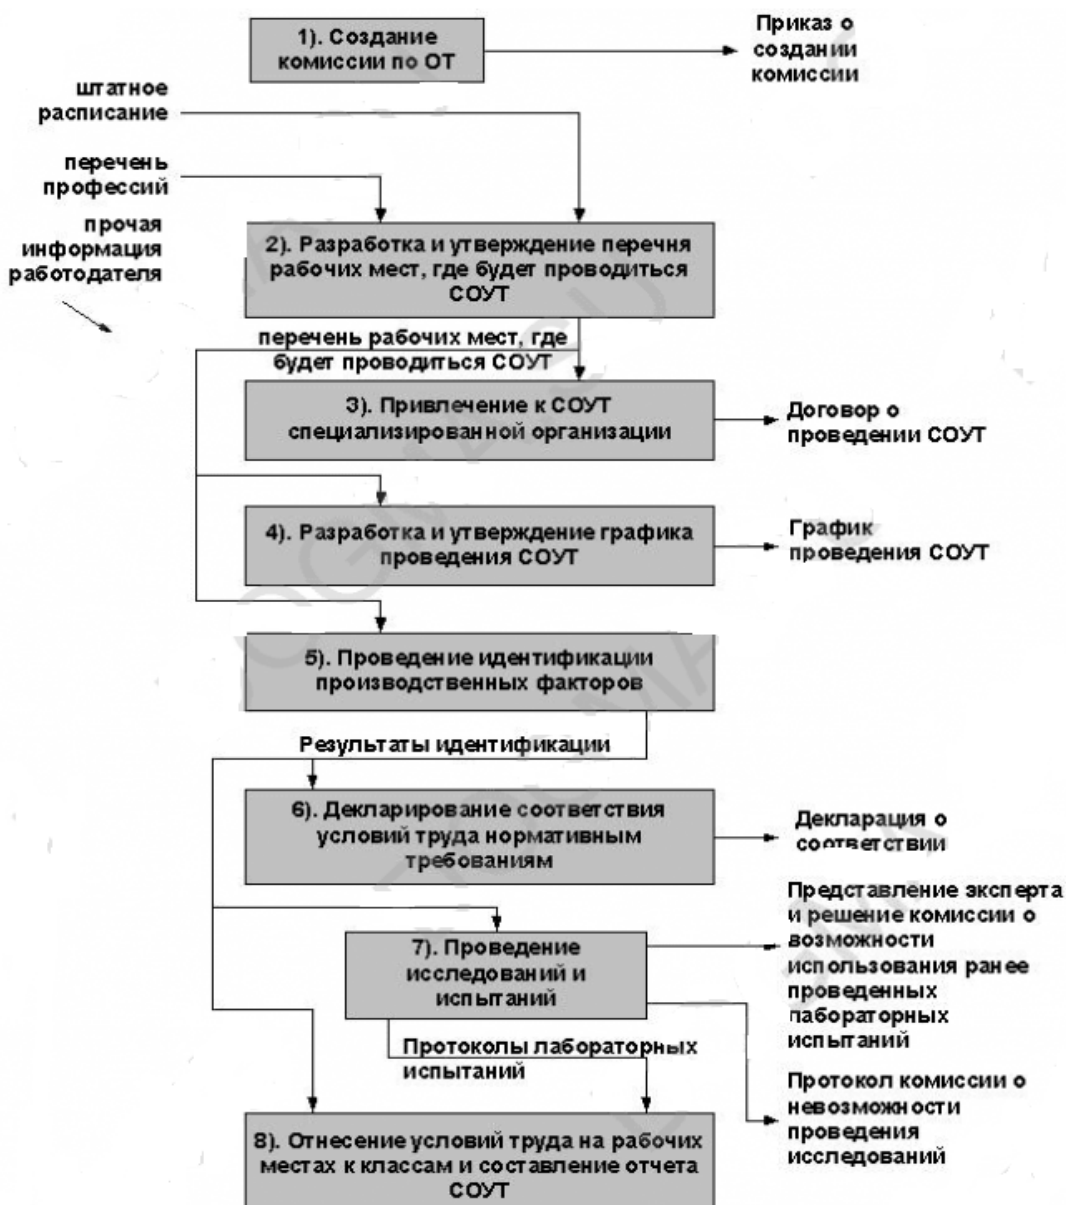 1). Создание
комиссии по ОТ
Приказ о
создании
комиссии
штатное
расписание
перечень
профессий
прочая
информация
работодателя
2). Разработка и утверждение перечня
рабочих мест, где будет проводиться
СОУТ
перечень рабочих мест, где
будет проводиться СОУТ
3). Привлечение к СОУТ
специализированной организации
Договор о
проведении СОУТ
4). Разработка и утверждение графика
проведения СОУТ
График
проведения СОУТ
5). Проведение идентификации
производственных факторов
Результаты идентификации
6). Декларирование соответствия
условий труда нормативным
требованиям
Декларация о
соответствии
7). Проведение
исследований и
испытаний
Представление эксперта
и решение комиссии о
возможности
использования ранее
проведенных
лабораторных
испытаний
Протоколы лабораторных
испытаний
Протокол комиссии о
невозможности
проведения
исследований
8). Отнесение условий труда на рабочих
местах к классам и составление отчета
СОУТ